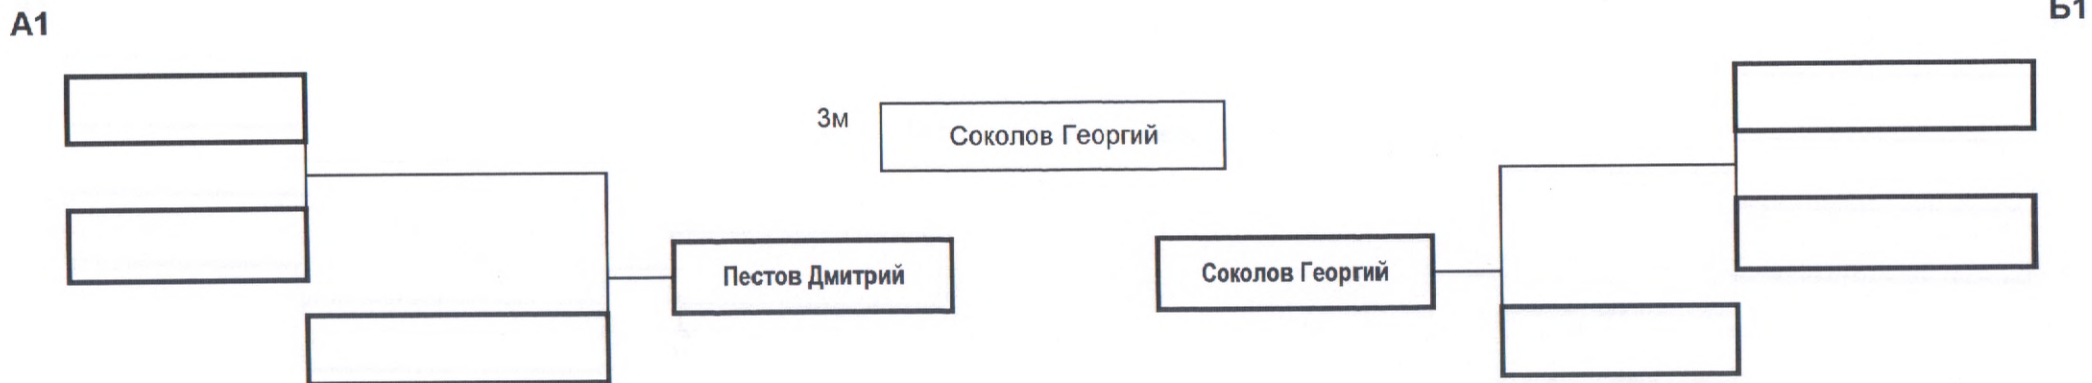 А1
Б1
3м
Соколов Георгий
Пестов Дмитрий
Соколов Георгий